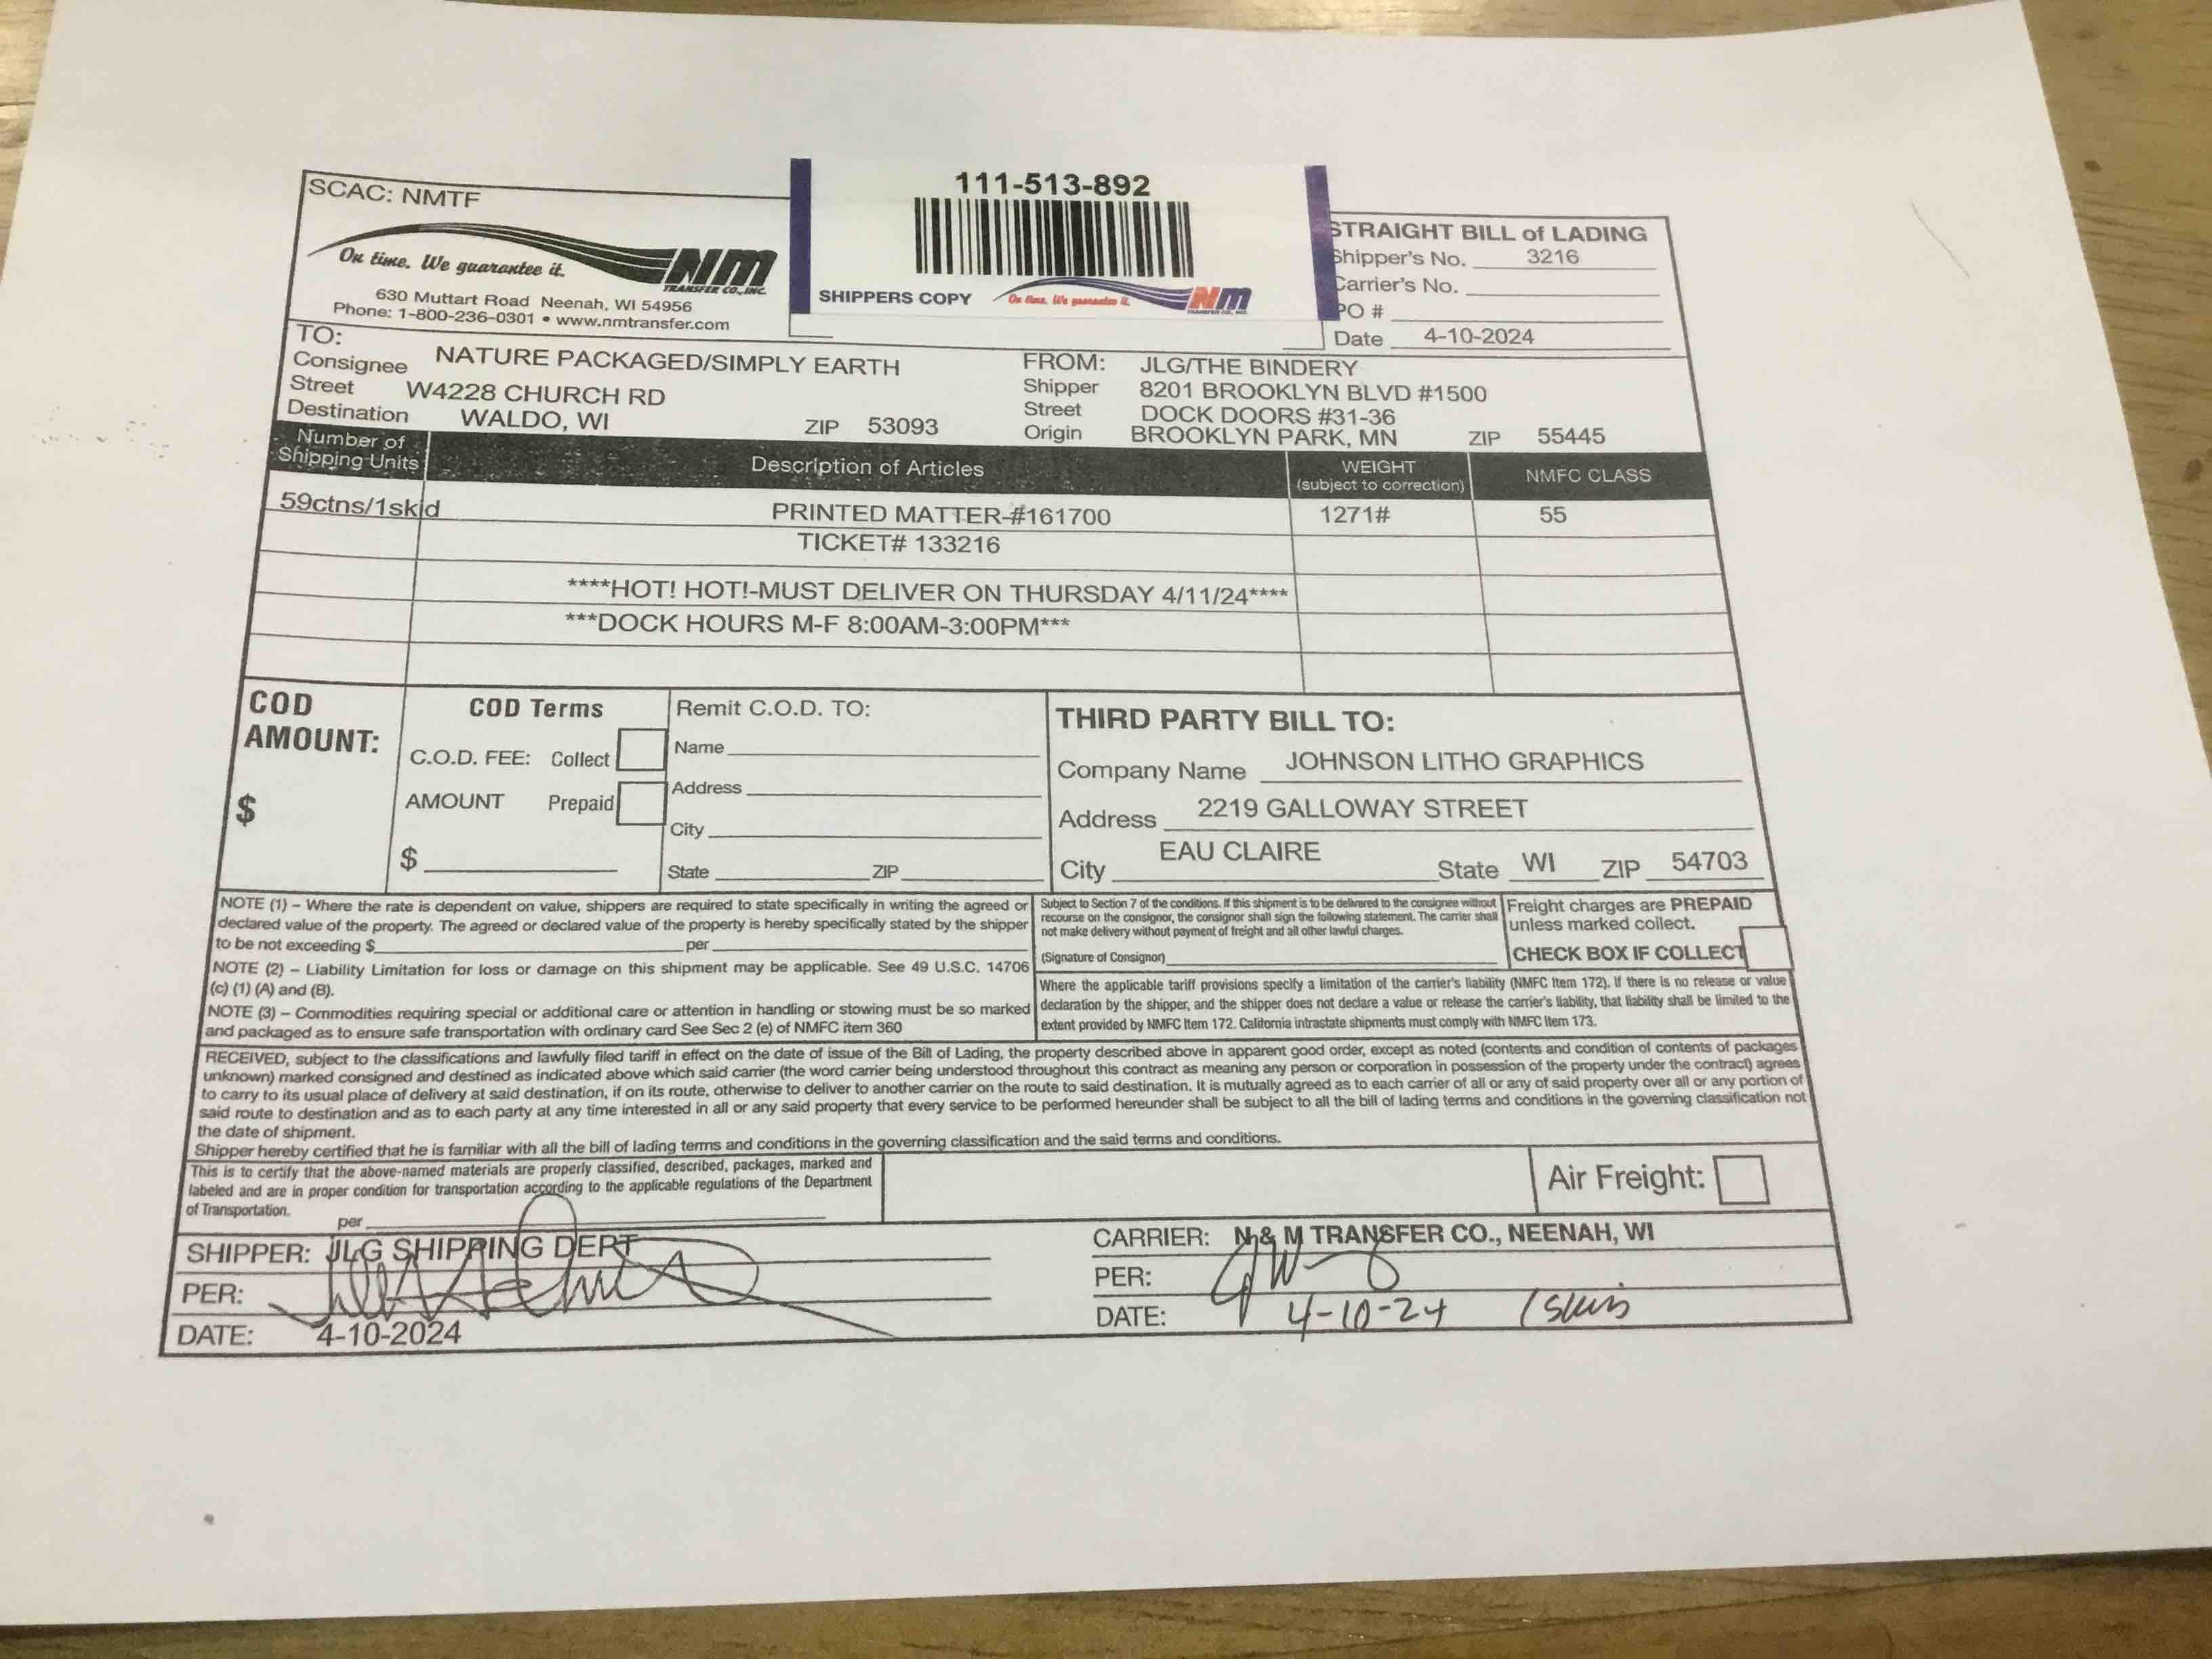 SCAC: NMTF
On time. We guarantee it.
NM
TRANSFER CO., INC.
630 Muttart Road Neenah, WI 54956
Phone: 1-800-236-0301 • www.nmtransfer.com
111-513-892
SHIPPERS COPY On time. We guarantee it. NM
TRANSFER CO., INC.
STRAIGHT BILL of LADING
Shipper's No. 3216
Carrier's No.
PO #
Date 4-10-2024
TO:
Consignee NATURE PACKAGED/SIMPLY EARTH
Street W4228 CHURCH RD
Destination WALDO, WI ZIP 53093
FROM: JLG/THE BINDERY
Shipper 8201 BROOKLYN BLVD #1500
Street DOCK DOORS #31-36
Origin BROOKLYN PARK, MN ZIP 55445
Number of
Shipping Units
Description of Articles
WEIGHT
(subject to correction)
NMFC CLASS
59ctns/1skid PRINTED MATTER-#161700 1271# 55
TICKET# 133216
****HOT! HOT!-MUST DELIVER ON THURSDAY 4/11/24****
***DOCK HOURS M-F 8:00AM-3:00PM***
COD
AMOUNT:
$
COD Terms
C.O.D. FEE: Collect
AMOUNT Prepaid
$
Remit C.O.D. TO:
Name
Address
City
State ZIP
THIRD PARTY BILL TO:
Company Name JOHNSON LITHO GRAPHICS
Address 2219 GALLOWAY STREET
City EAU CLAIRE State WI ZIP 54703
NOTE (1) – Where the rate is dependent on value, shippers are required to state specifically in writing the agreed or
declared value of the property. The agreed or declared value of the property is hereby specifically stated by the shipper
to be not exceeding $ per
NOTE (2) – Liability Limitation for loss or damage on this shipment may be applicable. See 49 U.S.C. 14706
(c) (1) (A) and (B).
NOTE (3) – Commodities requiring special or additional care or attention in handling or stowing must be so marked
and packaged as to ensure safe transportation with ordinary card See Sec 2 (e) of NMFC item 360
Subject to Section 7 of the conditions. If this shipment is to be delivered to the consignee without
recourse on the consignor, the consignor shall sign the following statement. The carrier shall
not make delivery without payment of freight and all other lawful charges.
(Signature of Consignor)
Freight charges are PREPAID
unless marked collect.
CHECK BOX IF COLLECT
Where the applicable tariff provisions specify a limitation of the carrier's liability (NMFC Item 172). If there is no release or value
declaration by the shipper, and the shipper does not declare a value or release the carrier's liability, that liability shall be limited to the
extent provided by NMFC Item 172. California intrastate shipments must comply with NMFC Item 173.
RECEIVED, subject to the classifications and lawfully filed tariff in effect on the date of issue of the Bill of Lading, the property described above in apparent good order, except as noted (contents and condition of contents of packages
unknown) marked consigned and destined as indicated above which said carrier (the word carrier being understood throughout this contract as meaning any person or corporation in possession of the property under the contract) agrees
to carry to its usual place of delivery at said destination, if on its route, otherwise to deliver to another carrier on the route to said destination. It is mutually agreed as to each carrier of all or any of said property over all or any portion of
said route to destination and as to each party at any time interested in all or any said property that every service to be performed hereunder shall be subject to all the bill of lading terms and conditions in the governing classification not
the date of shipment.
Shipper hereby certified that he is familiar with all the bill of lading terms and conditions in the governing classification and the said terms and conditions.
This is to certify that the above-named materials are properly classified, described, packages, marked and
labeled and are in proper condition for transportation according to the applicable regulations of the Department
of Transportation.
per
Air Freight:
SHIPPER: JLG SHIPPING DEPT
PER:
DATE: 4-10-2024
CARRIER: N & M TRANSFER CO., NEENAH, WI
PER:
DATE: 4-10-24